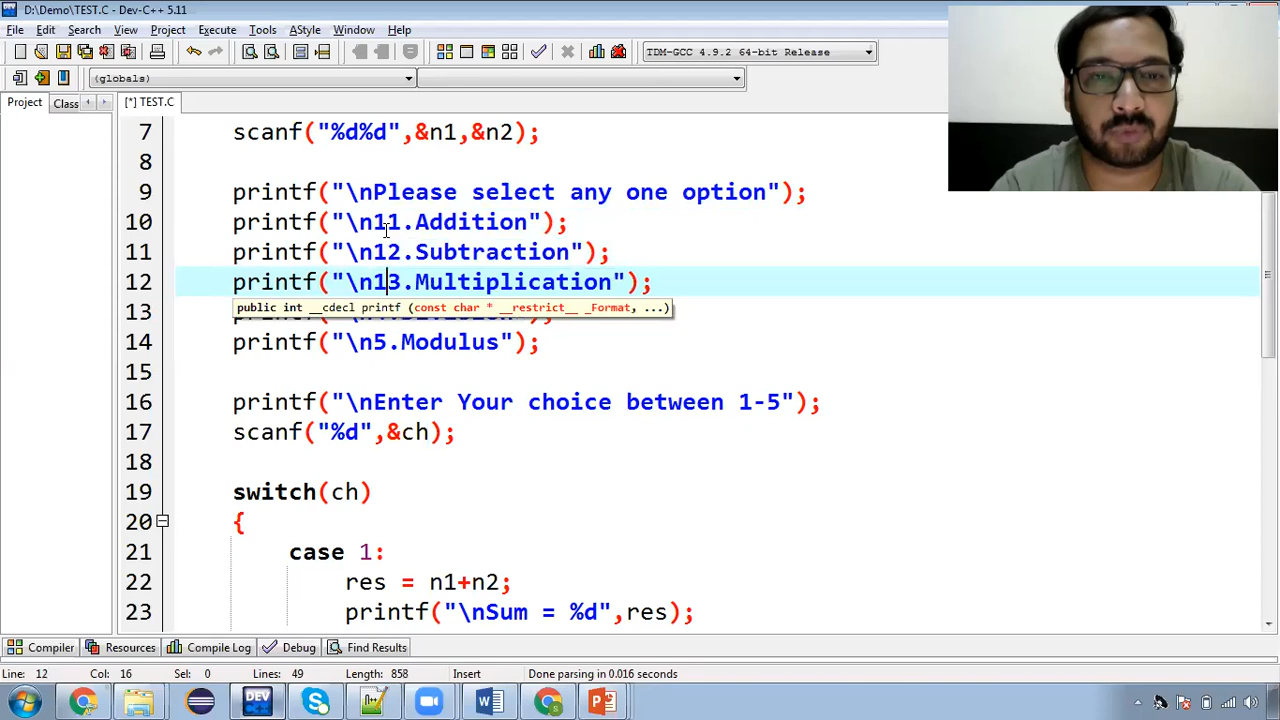 D:\Demo\TEST.C - Dev-C++ 5.11
File Edit Search View Project Execute Tools AStyle Window Help
TDM-GCC 4.9.2 64-bit Release
(globals)
Project Class
[*] TEST.C
7 scanf("%d%d",&n1,&n2);
8
9 printf("\nPlease select any one option");
10 printf("\n11.Addition");
11 printf("\n12.Subtraction");
12 printf("\n13.Multiplication");
public int __cdecl printf (const char * __restrict__ _Format, ...)
13
14 printf("\n5.Modulus");
15
16 printf("\nEnter Your choice between 1-5");
17 scanf("%d",&ch);
18
19 switch(ch)
20 {
21 case 1:
22 res = n1+n2;
23 printf("\nSum = %d",res);
Compiler Resources Compile Log Debug Find Results
Line: 12 Col: 16 Sel: 0 Lines: 49 Length: 858 Insert Done parsing in 0.016 seconds
DEV C++